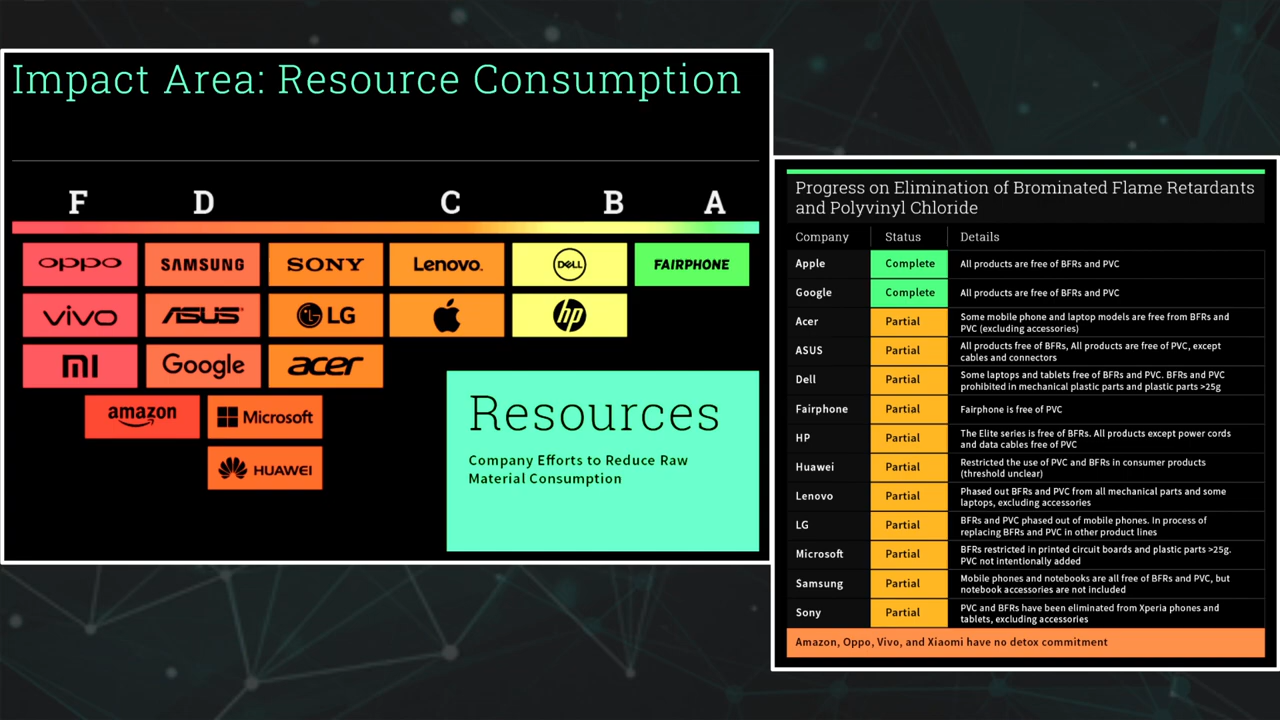 Impact Area: Resource Consumption
F D C B A
oppo SAMSUNG SONY Lenovo. DELL FAIRPHONE
vivo ASUS LG hp
MI Google acer
amazon Microsoft
HUAWEI
Resources
Company Efforts to Reduce Raw
Material Consumption
Progress on Elimination of Brominated Flame Retardants
and Polyvinyl Chloride
Company Status Details
Apple Complete All products are free of BFRs and PVC
Google Complete All products are free of BFRs and PVC
Acer Partial Some mobile phone and laptop models are free from BFRs and
PVC (excluding accessories)
ASUS Partial All products free of BFRs, All products are free of PVC, except
cables and connectors
Dell Partial Some laptops and tablets free of BFRs and PVC. BFRs and PVC
prohibited in mechanical plastic parts and plastic parts >25g
Fairphone Partial Fairphone is free of PVC
HP Partial The Elite series is free of BFRs. All products except power cords
and data cables free of PVC
Huawei Partial Restricted the use of PVC and BFRs in consumer products
(threshold unclear)
Lenovo Partial Phased out BFRs and PVC from all mechanical parts and some
laptops, excluding accessories
LG Partial BFRs and PVC phased out of mobile phones. In process of
replacing BFRs and PVC in other product lines
Microsoft Partial BFRs restricted in printed circuit boards and plastic parts >25g.
PVC not intentionally added
Samsung Partial Mobile phones and notebooks are all free of BFRs and PVC, but
notebook accessories are not included
Sony Partial PVC and BFRs have been eliminated from Xperia phones and
tablets, excluding accessories
Amazon, Oppo, Vivo, and Xiaomi have no detox commitment